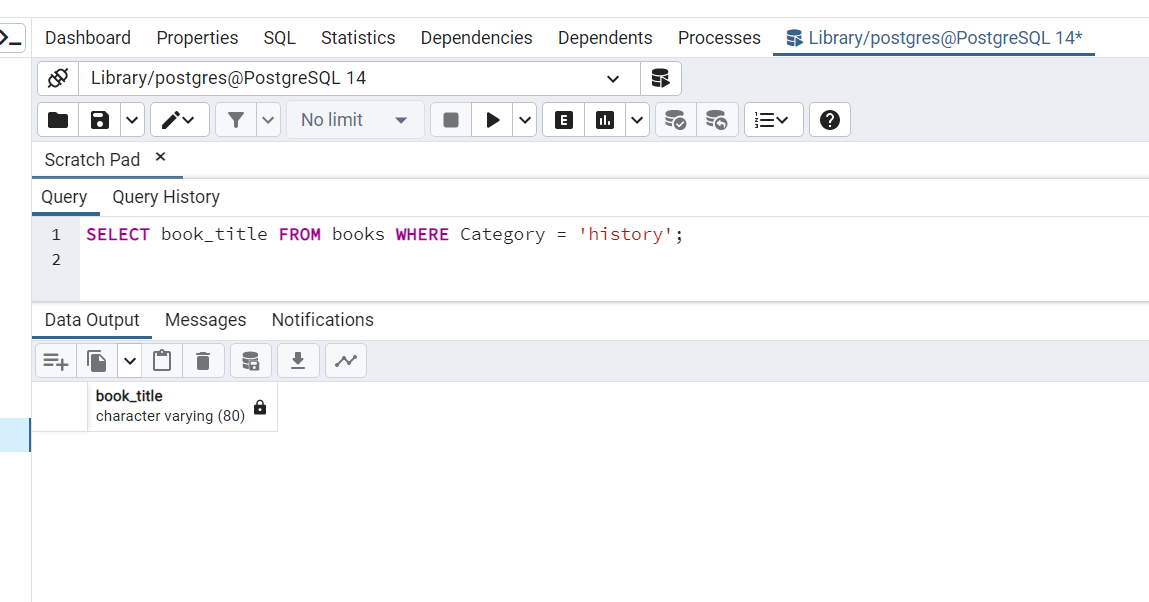 Dashboard Properties SQL Statistics Dependencies Dependents Processes Library/postgres@PostgreSQL 14*
Library/postgres@PostgreSQL 14
No limit E
Scratch Pad
Query Query History
1 SELECT book_title FROM books WHERE Category = 'history';
2
Data Output Messages Notifications
book_title
character varying (80)